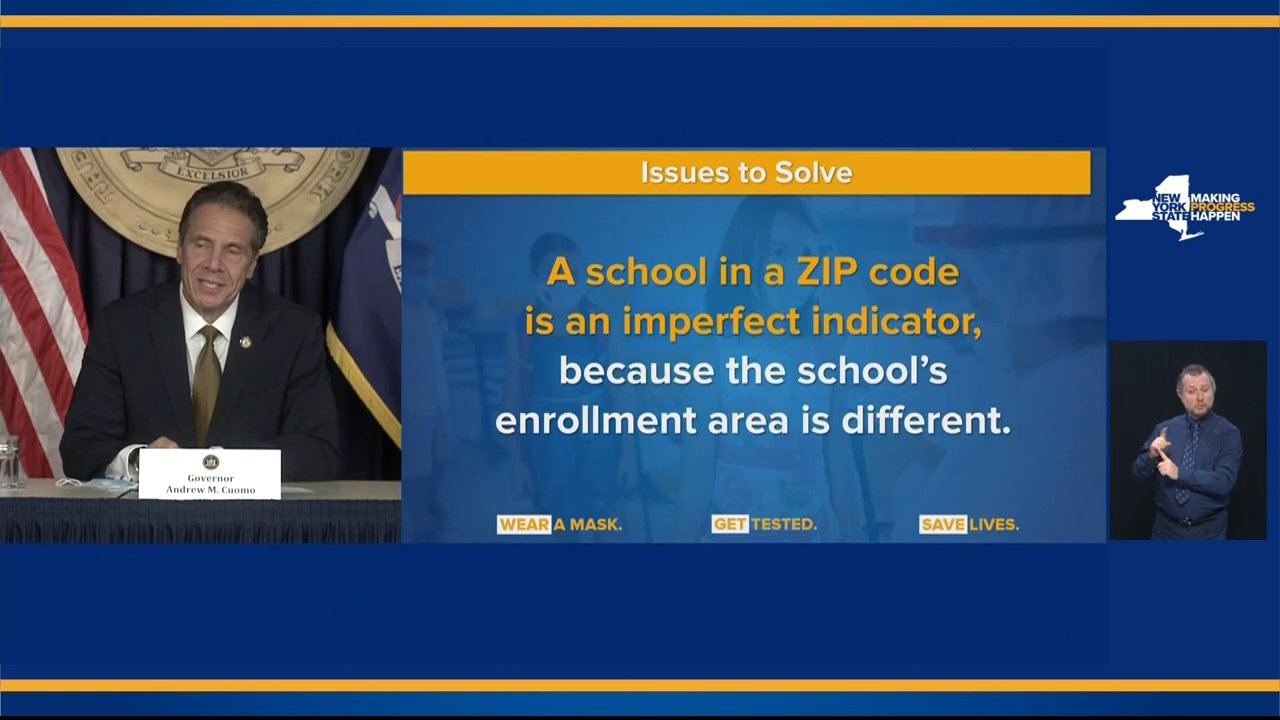 EXCELSIOR
Governor
Andrew M. Cuomo
Issues to Solve
A school in a ZIP code
is an imperfect indicator,
because the school's
enrollment area is different.
WEAR A MASK. GET TESTED. SAVE LIVES.
NEW
YORK
STATE
MAKING
PROGRESS
HAPPEN